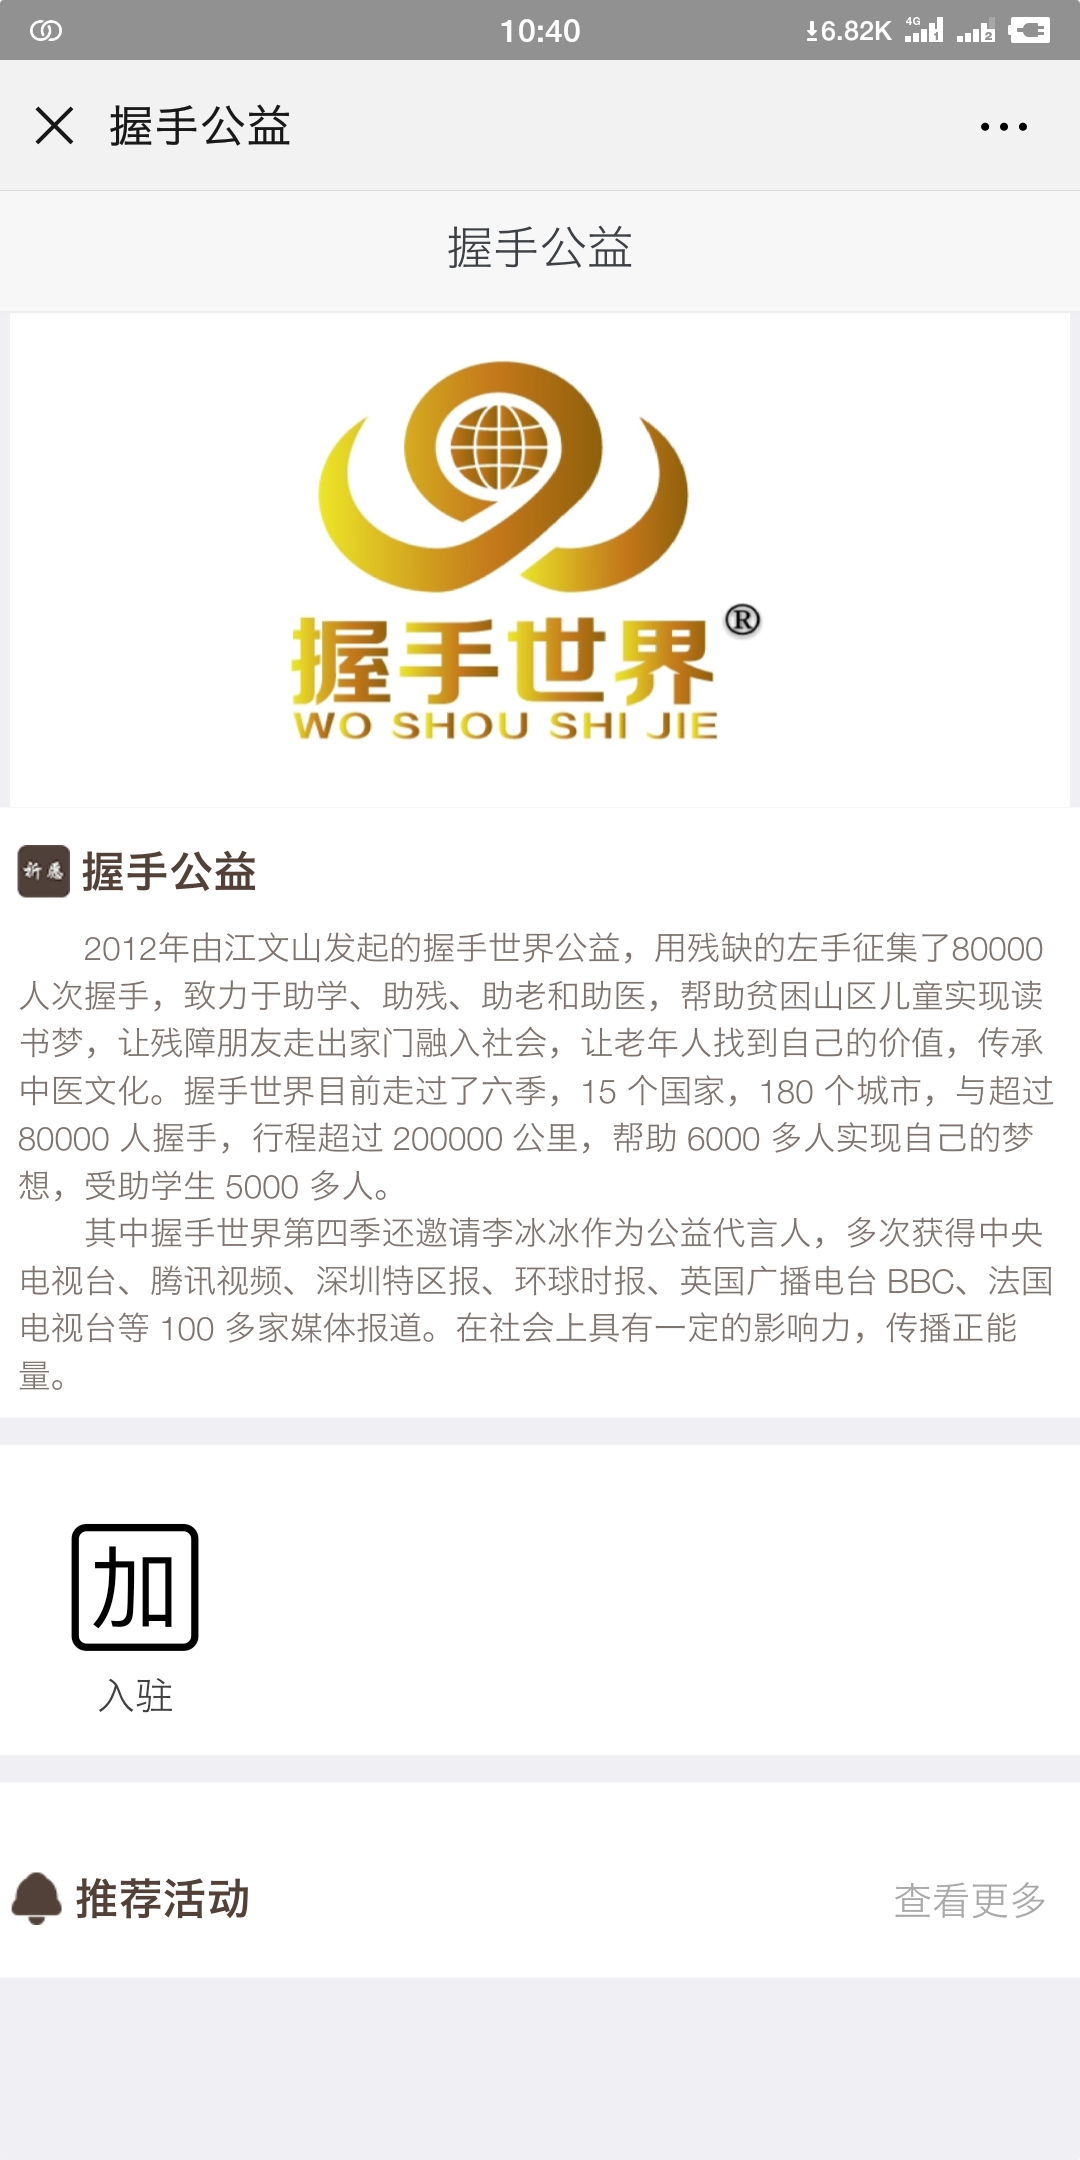 10:40
6.82K 4G 1 2
握手公益
握手公益
握手世界®
WO SHOU SHI JIE
祈愿 握手公益
2012年由江文山发起的握手世界公益，用残缺的左手征集了80000
人次握手，致力于助学、助残、助老和助医，帮助贫困山区儿童实现读
书梦，让残障朋友走出家门融入社会，让老年人找到自己的价值，传承
中医文化。握手世界目前走过了六季，15 个国家，180 个城市，与超过
80000 人握手，行程超过 200000 公里，帮助 6000 多人实现自己的梦
想，受助学生 5000 多人。
其中握手世界第四季还邀请李冰冰作为公益代言人，多次获得中央
电视台、腾讯视频、深圳特区报、环球时报、英国广播电台 BBC、法国
电视台等 100 多家媒体报道。在社会上具有一定的影响力，传播正能
量。
加
入驻
推荐活动 查看更多